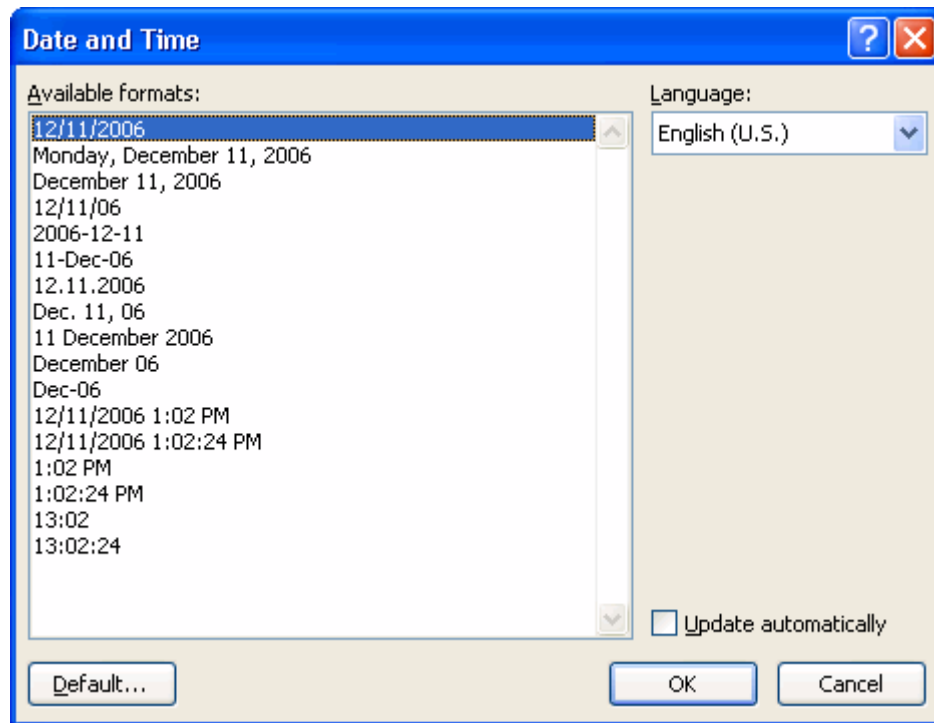 Date and Time
Available formats:
Language:
12/11/2006
English (U.S.)
Monday, December 11, 2006
December 11, 2006
12/11/06
2006-12-11
11-Dec-06
12.11.2006
Dec. 11, 06
11 December 2006
December 06
Dec-06
12/11/2006 1:02 PM
12/11/2006 1:02:24 PM
1:02 PM
1:02:24 PM
13:02
13:02:24
Update automatically
Default...
OK
Cancel